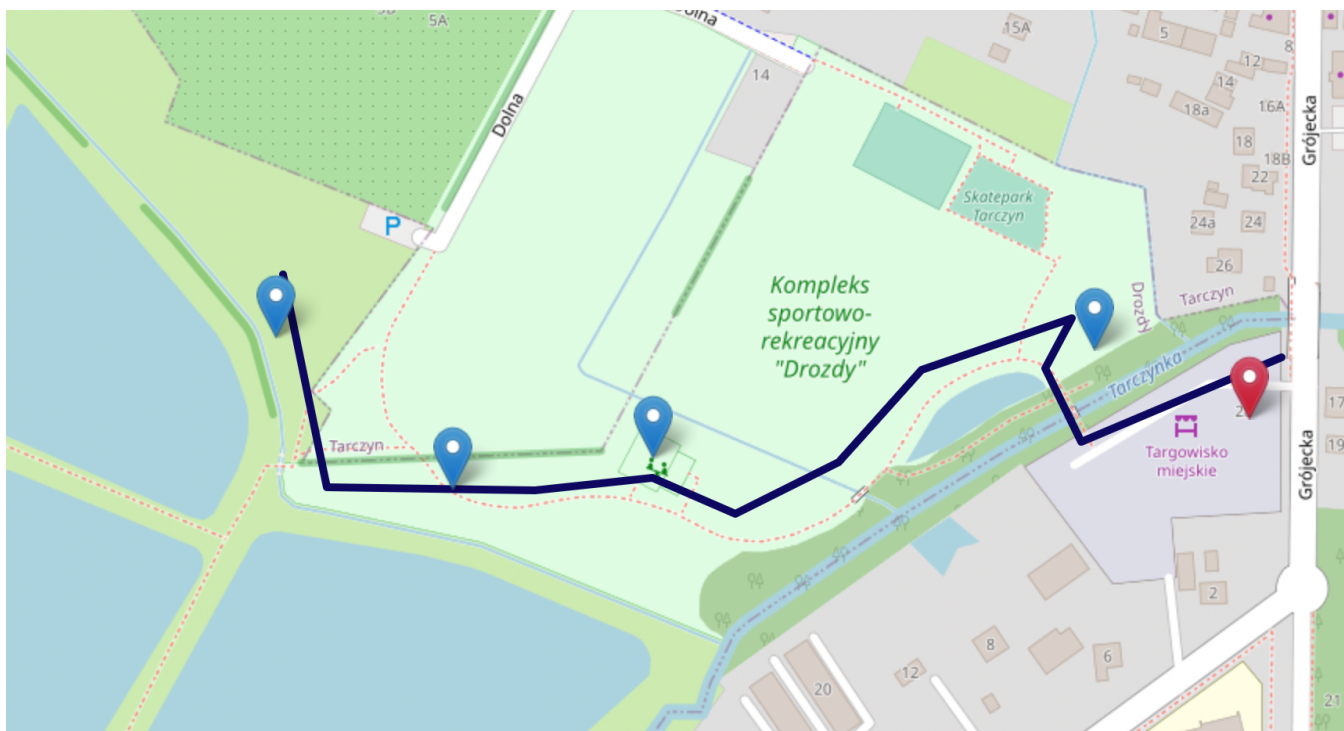 5A
Dolna
15A
5
8
12
14
14
16A
18a
Dolna
Grójecka
18
18B
22
P
Skatepark
Tarczyn
24a
24
26
Kompleks
sportowo-
rekreacyjny
"Drozdy"
Drozdy
Tarczyn
Tarczynka
17
Tarczyn
Targowisko
miejskie
19
Grójecka
2
8
6
12
20
21